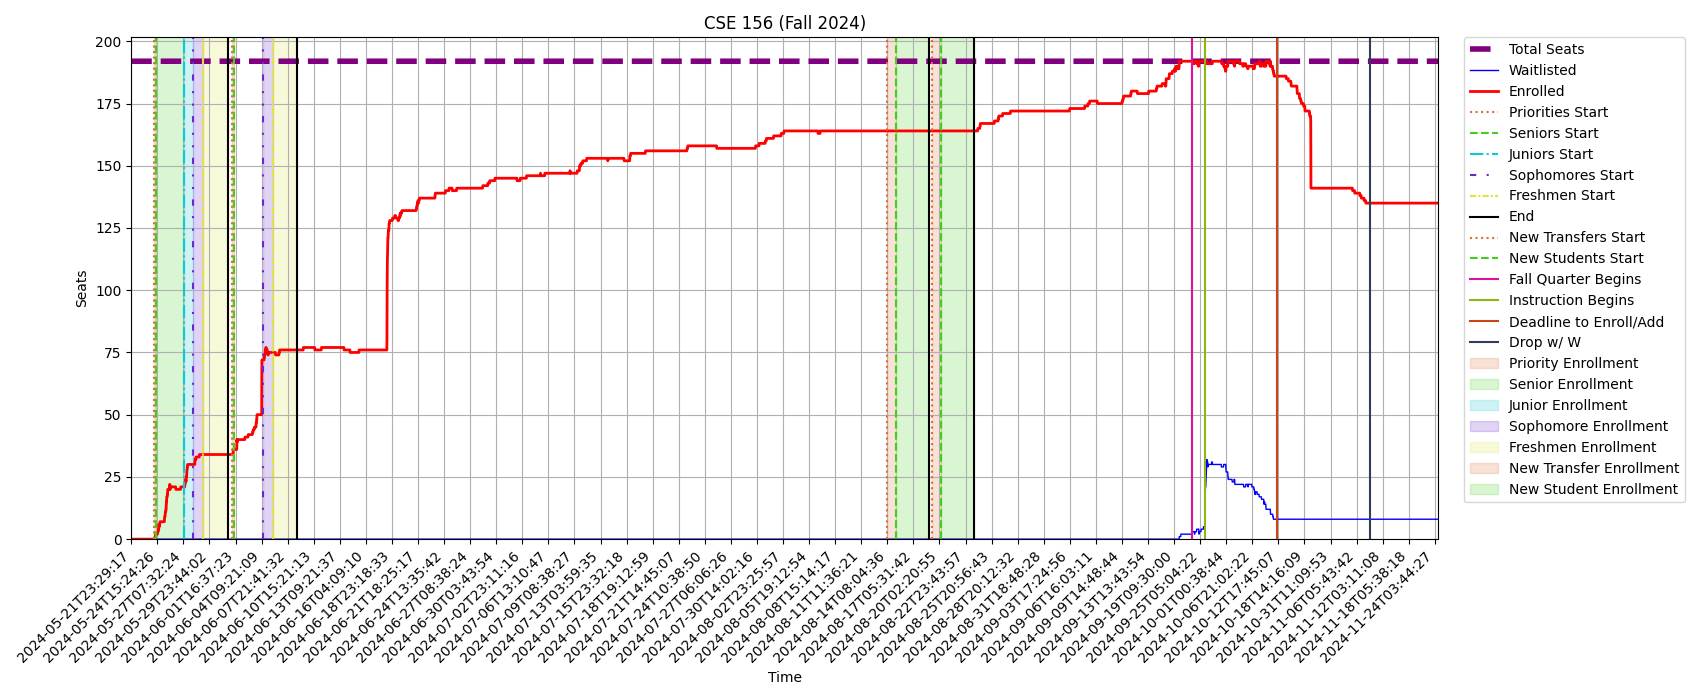 CSE 156 (Fall 2024)
Seats
200
175
150
125
100
75
50
25
0
2024-05-21T23:29:17
2024-05-24T15:24:26
2024-05-27T07:32:24
2024-05-29T23:44:02
2024-06-01T16:37:23
2024-06-04T09:21:09
2024-06-07T21:41:32
2024-06-10T15:21:13
2024-06-13T09:21:37
2024-06-16T04:09:10
2024-06-18T23:18:33
2024-06-21T18:25:17
2024-06-24T13:35:42
2024-06-27T08:38:24
2024-06-30T03:43:54
2024-07-02T23:11:16
2024-07-06T13:10:47
2024-07-09T08:38:27
2024-07-13T03:59:35
2024-07-15T23:32:18
2024-07-18T19:12:59
2024-07-21T14:45:07
2024-07-24T10:38:50
2024-07-27T06:06:26
2024-07-30T14:02:16
2024-08-02T23:25:57
2024-08-05T19:12:54
2024-08-08T15:14:17
2024-08-11T11:36:21
2024-08-14T08:04:36
2024-08-17T05:31:42
2024-08-20T02:20:55
2024-08-22T23:43:57
2024-08-25T20:56:43
2024-08-28T20:12:32
2024-08-31T18:48:28
2024-09-03T17:24:56
2024-09-06T16:03:11
2024-09-09T14:48:44
2024-09-13T13:43:54
2024-09-19T09:30:00
2024-09-25T05:04:22
2024-10-01T00:38:44
2024-10-06T21:02:22
2024-10-12T17:45:07
2024-10-18T14:16:09
2024-10-31T11:09:53
2024-11-06T05:43:42
2024-11-12T03:11:08
2024-11-18T05:38:18
2024-11-24T03:44:27
Time
Total Seats
Waitlisted
Enrolled
Priorities Start
Seniors Start
Juniors Start
Sophomores Start
Freshmen Start
End
New Transfers Start
New Students Start
Fall Quarter Begins
Instruction Begins
Deadline to Enroll/Add
Drop w/ W
Priority Enrollment
Senior Enrollment
Junior Enrollment
Sophomore Enrollment
Freshmen Enrollment
New Transfer Enrollment
New Student Enrollment